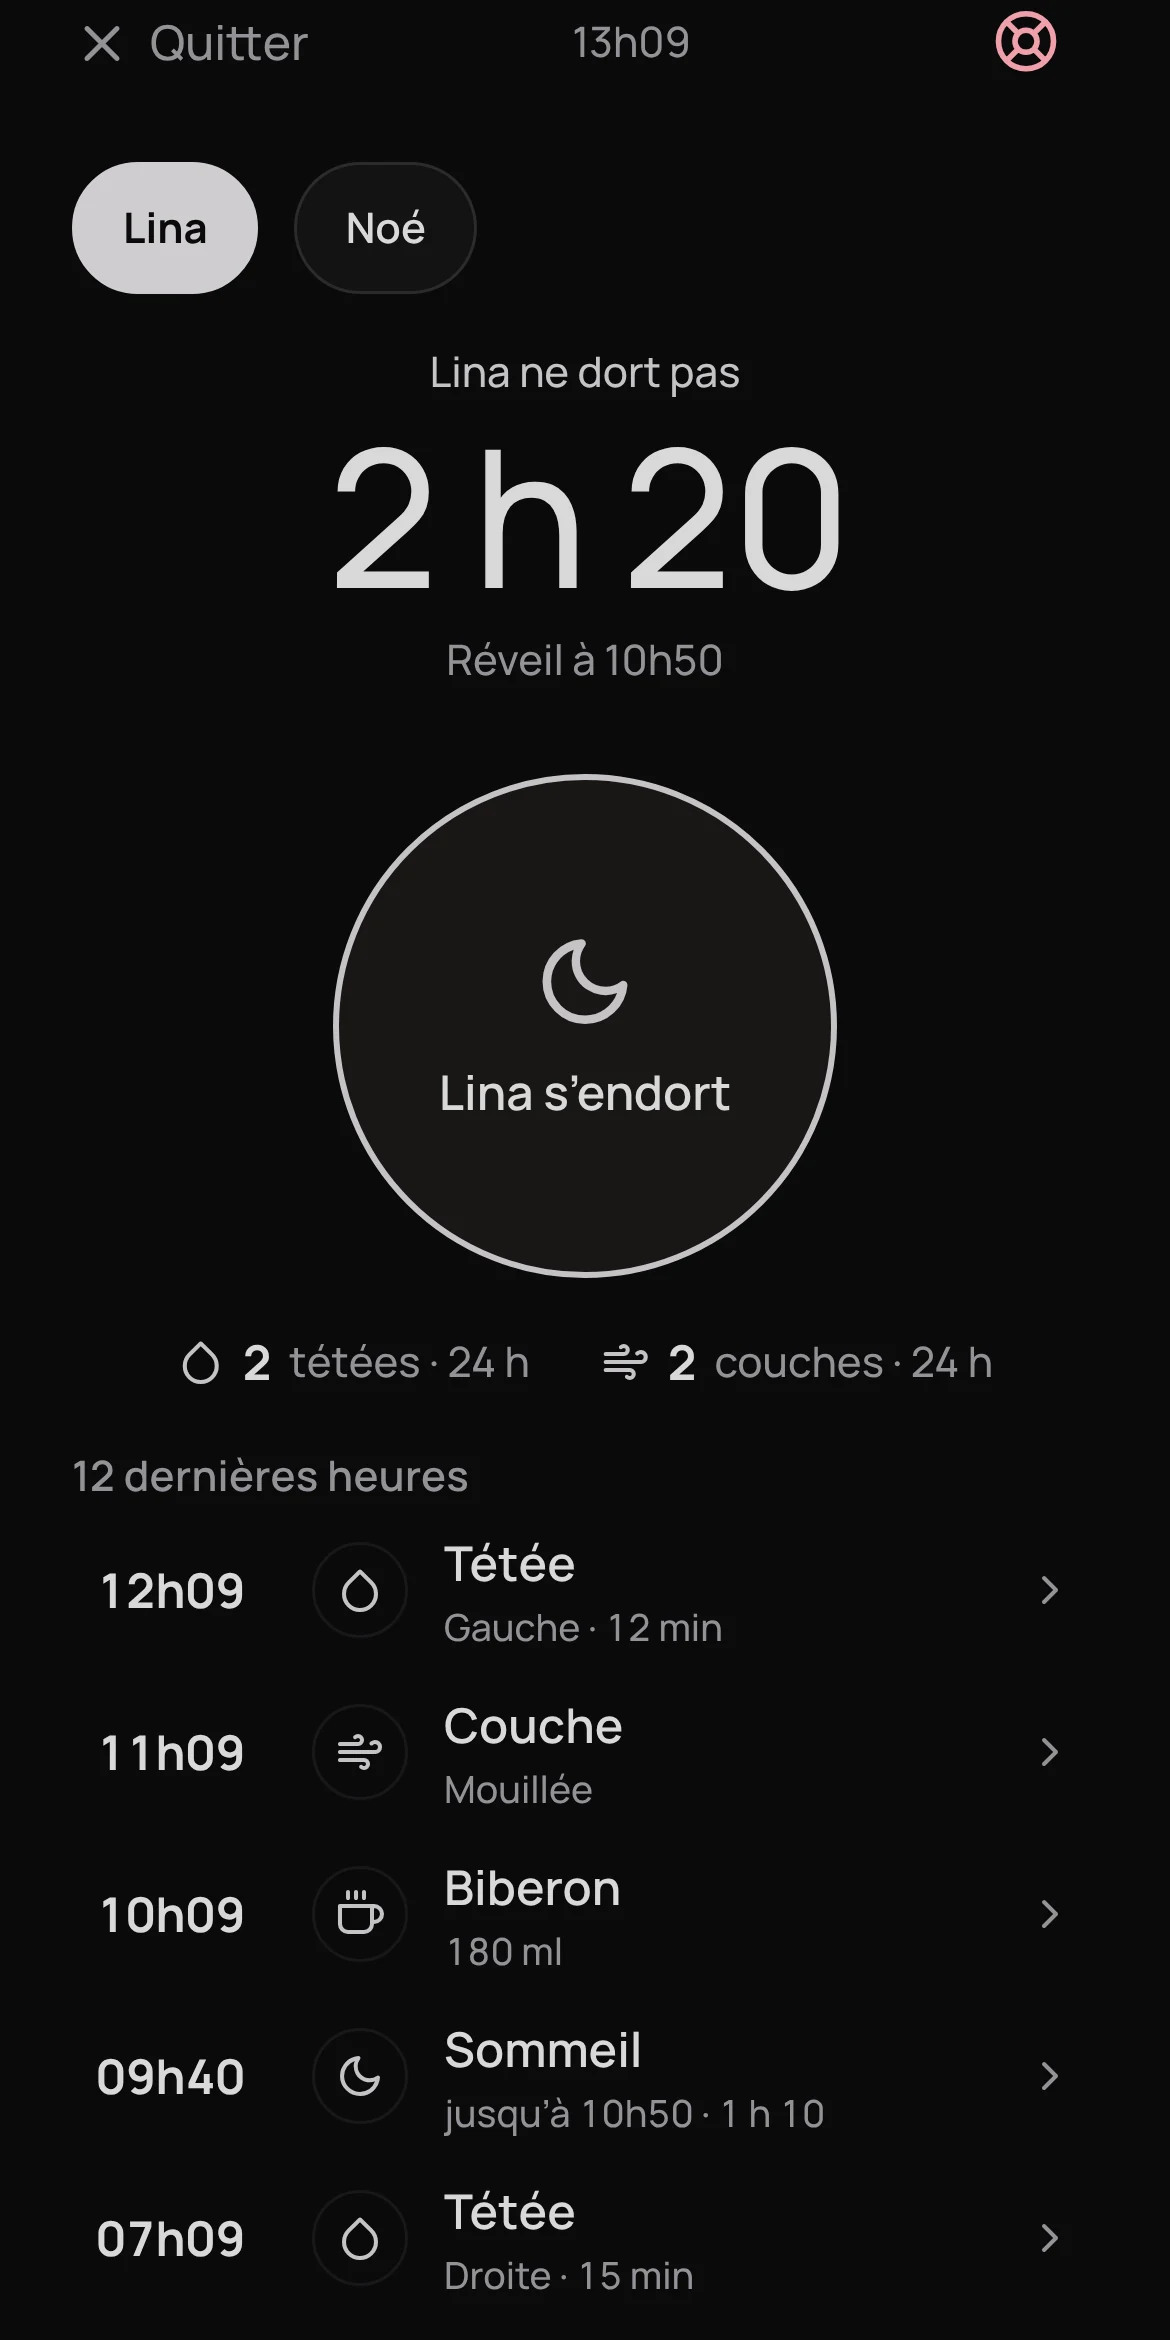 Quitter
13h09
Lina
Noé
Lina ne dort pas
2 h 20
Réveil à 10h50
Lina s’endort
2 tétées · 24 h
2 couches · 24 h
12 dernières heures
12h09
Tétée
Gauche · 12 min
11h09
Couche
Mouillée
10h09
Biberon
180 ml
09h40
Sommeil
jusqu’à 10h50 · 1 h 10
07h09
Tétée
Droite · 15 min